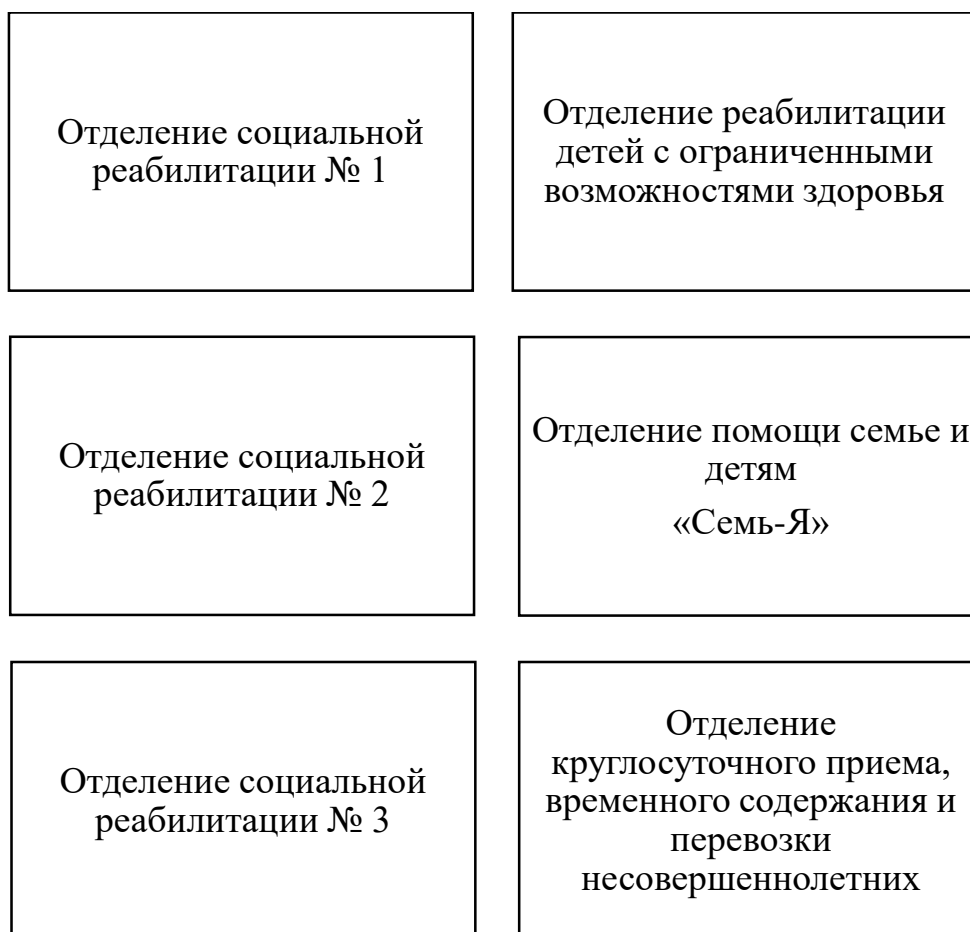 Отделение социальной
реабилитации № 1
Отделение реабилитации
детей с ограниченными
возможностями здоровья
Отделение социальной
реабилитации № 2
Отделение помощи семье и
детям
«Семь-Я»
Отделение социальной
реабилитации № 3
Отделение
круглосуточного приема,
временного содержания и
перевозки
несовершеннолетних